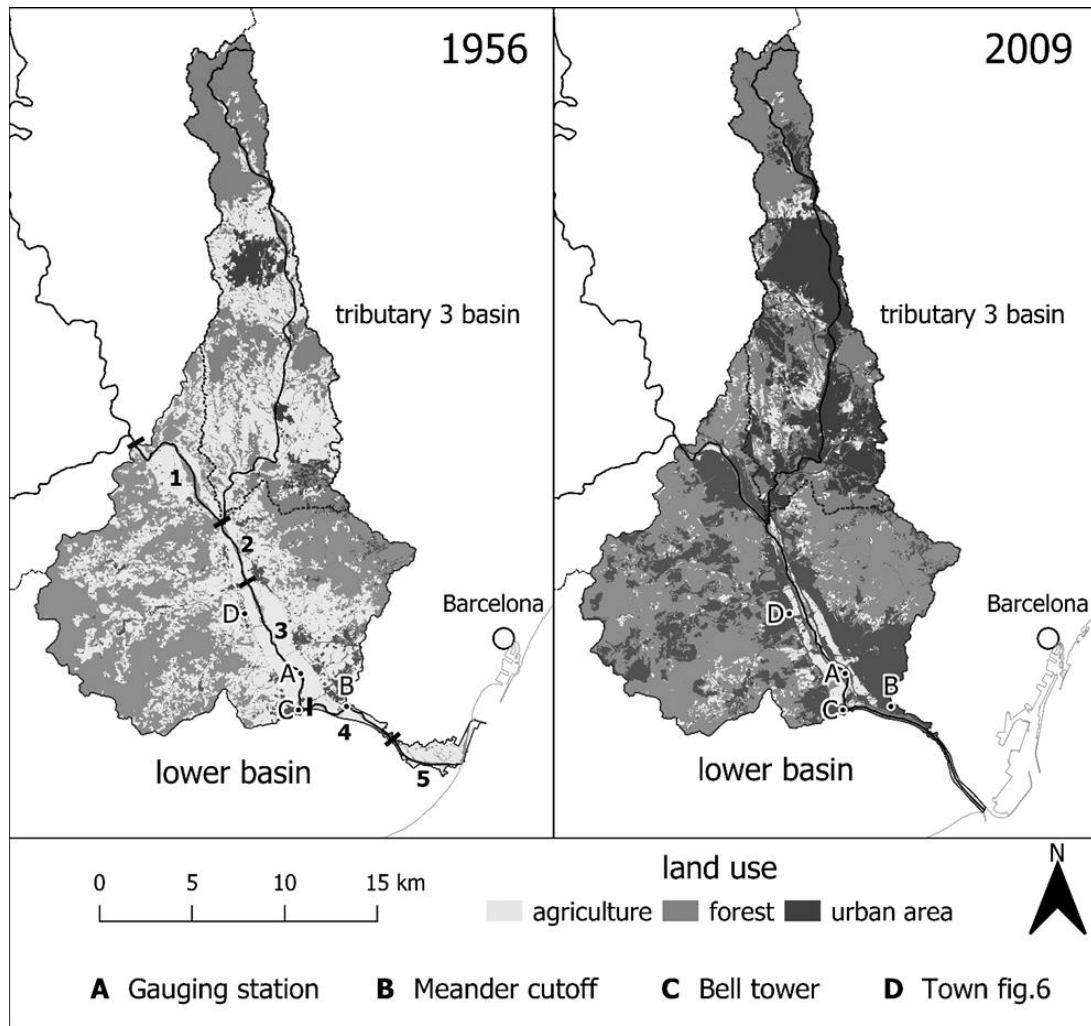 1956
2009
tributary 3 basin
tributary 3 basin
1
2
Barcelona
Barcelona
D
3
D
A
B
A
B
C
4
C
5
lower basin
lower basin
0 5 10 15 km
land use
agriculture forest urban area
N
A Gauging station B Meander cutoff C Bell tower D Town fig.6